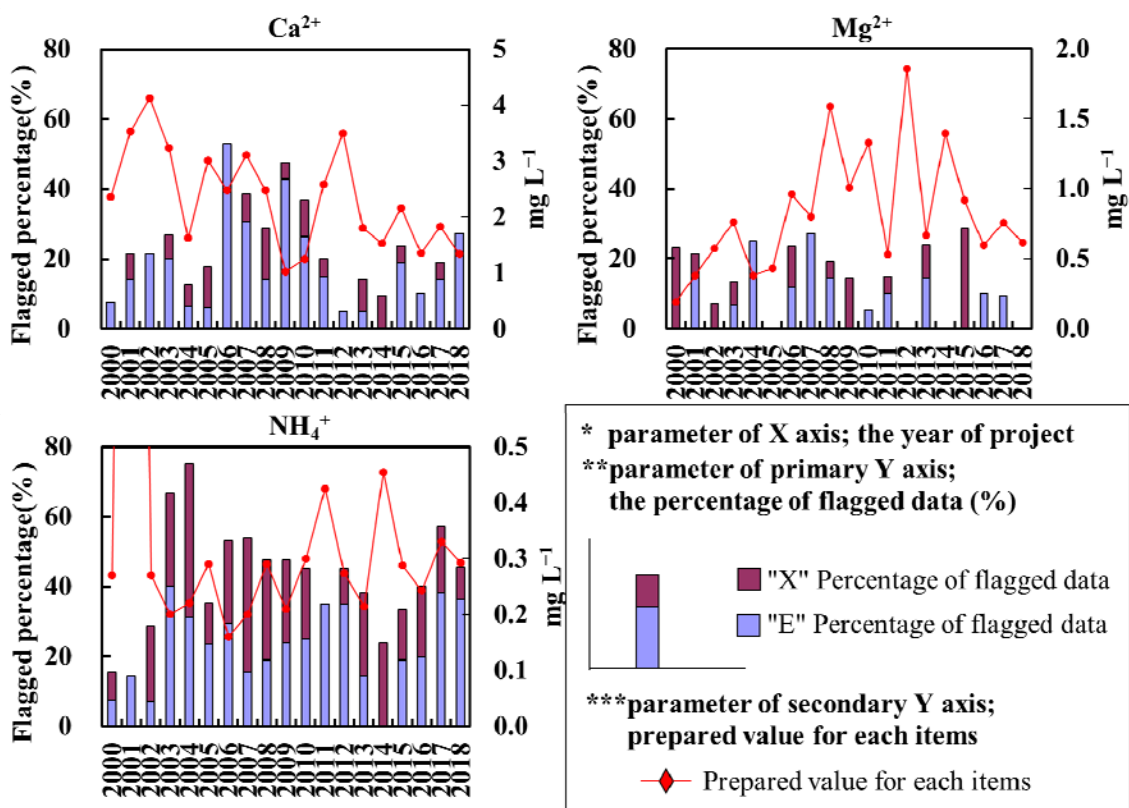 Ca²⁺
80
60
40
20
0
Flagged percentage(%)
5
4
3
2
1
0
mg L⁻¹
2000 2001 2002 2003 2004 2005 2006 2007 2008 2009 2010 2011 2012 2013 2014 2015 2016 2017 2018
Mg²⁺
80
60
40
20
0
Flagged percentage(%)
2.0
1.5
1.0
0.5
0.0
mg L⁻¹
2000 2001 2002 2003 2004 2005 2006 2007 2008 2009 2010 2011 2012 2013 2014 2015 2016 2017 2018
NH₄⁺
80
60
40
20
0
Flagged percentage(%)
0.5
0.4
0.3
0.2
0.1
0.0
mg L⁻¹
2000 2001 2002 2003 2004 2005 2006 2007 2008 2009 2010 2011 2012 2013 2014 2015 2016 2017 2018
* parameter of X axis; the year of project
**parameter of primary Y axis;
the percentage of flagged data (%)
"X" Percentage of flagged data
"E" Percentage of flagged data
***parameter of secondary Y axis;
prepared value for each items
Prepared value for each items